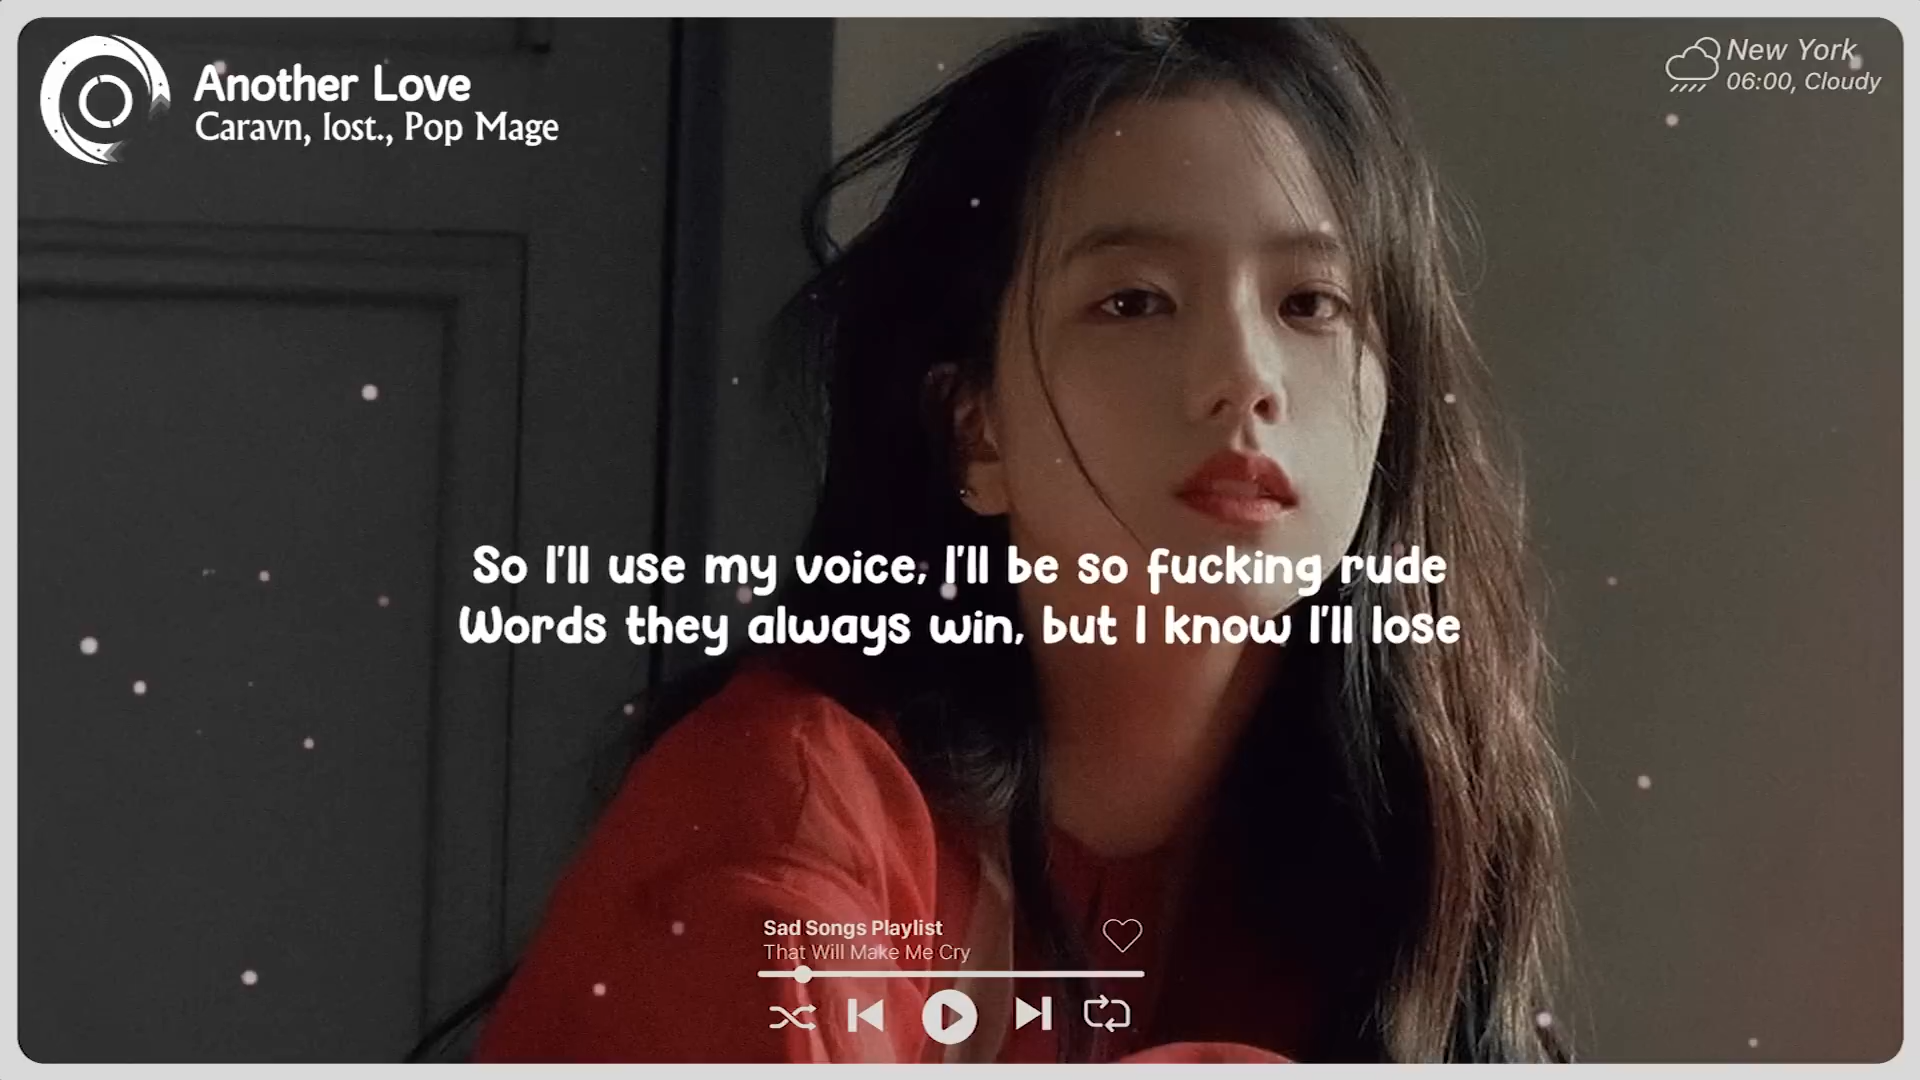 Another Love
Caravn, lost., Pop Mage
New York
06:00, Cloudy
So I'll use my voice, I'll be so fucking rude
Words they always win, but I know I'll lose
Sad Songs Playlist
That Will Make Me Cry